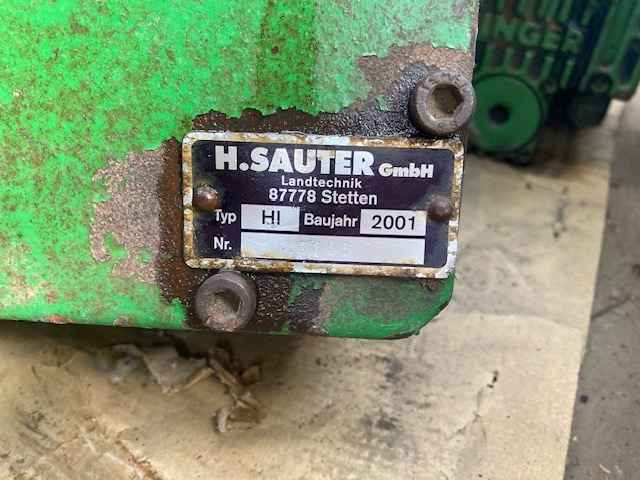 H.SAUTER GmbH
Landtechnik
87778 Stetten
Typ HI Baujahr 2001
Nr.